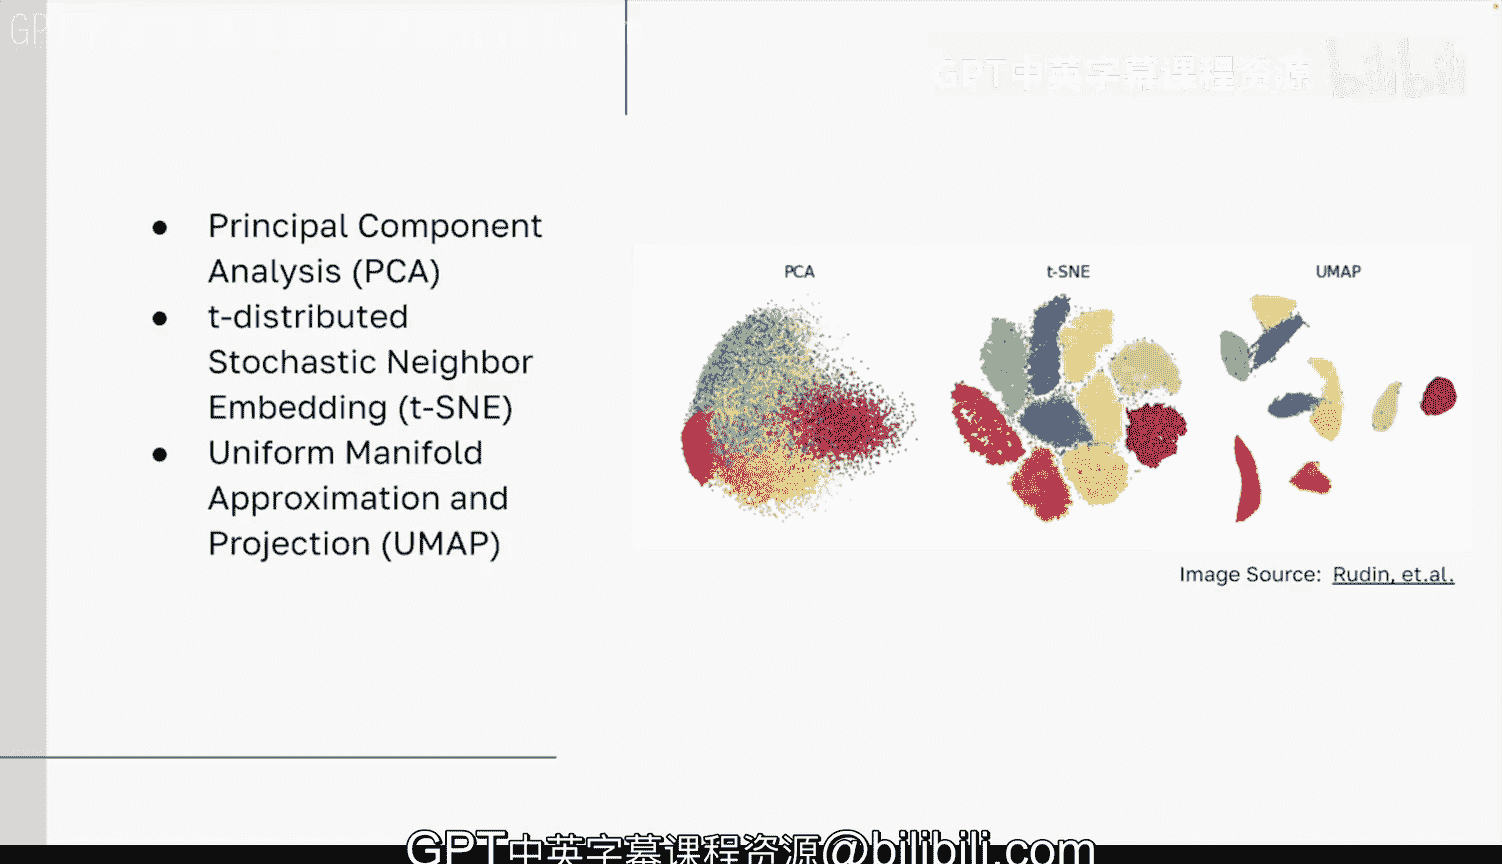 GPT中英字幕课程资源 bilibili
● Principal Component
Analysis (PCA)
● t-distributed
Stochastic Neighbor
Embedding (t-SNE)
● Uniform Manifold
Approximation and
Projection (UMAP)
PCA t-SNE UMAP
Image Source: Rudin, et.al.
GPT中英字幕课程资源@bilibili.com